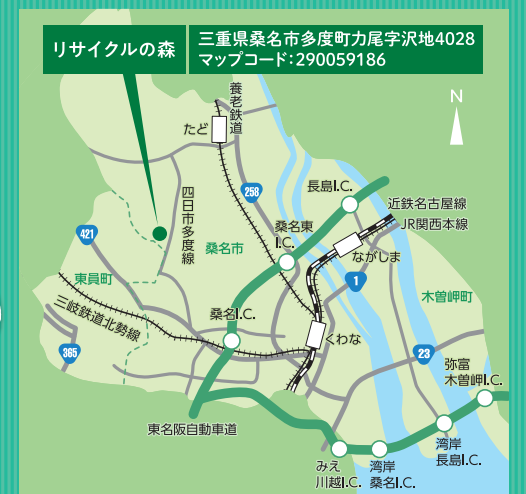 リサイクルの森
三重県桑名市多度町力尾字沢地4028
マップコード:290059186
N
養老鉄道
たど
258
長島I.C.
近鉄名古屋線
JR関西本線
四日市多度線
421
桑名東
I.C.
桑名市
ながしま
東員町
1
木曽岬町
三岐鉄道北勢線
桑名I.C.
くわな
365
23
弥富
木曽岬I.C.
東名阪自動車道
湾岸
長島I.C.
みえ
川越I.C.
湾岸
桑名I.C.